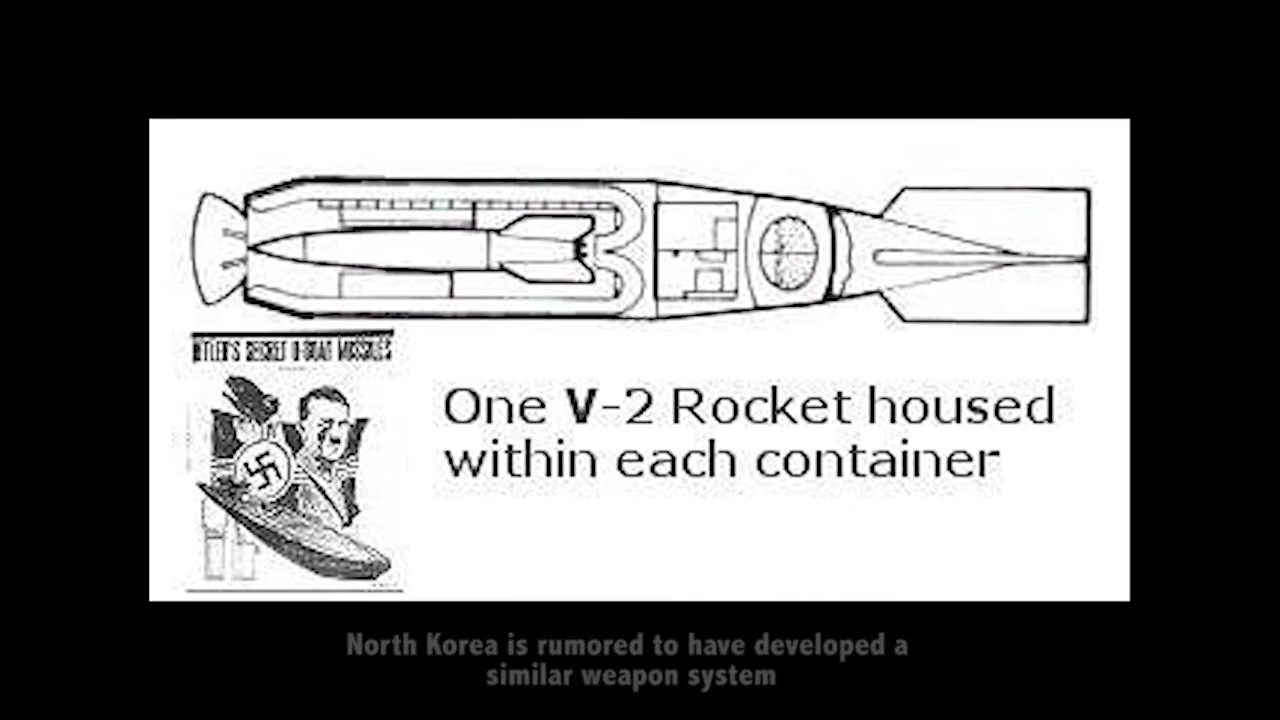 HITLER'S SECRET U-BOAT MISSILES
One V-2 Rocket housed
within each container
North Korea is rumored to have developed a
similar weapon system